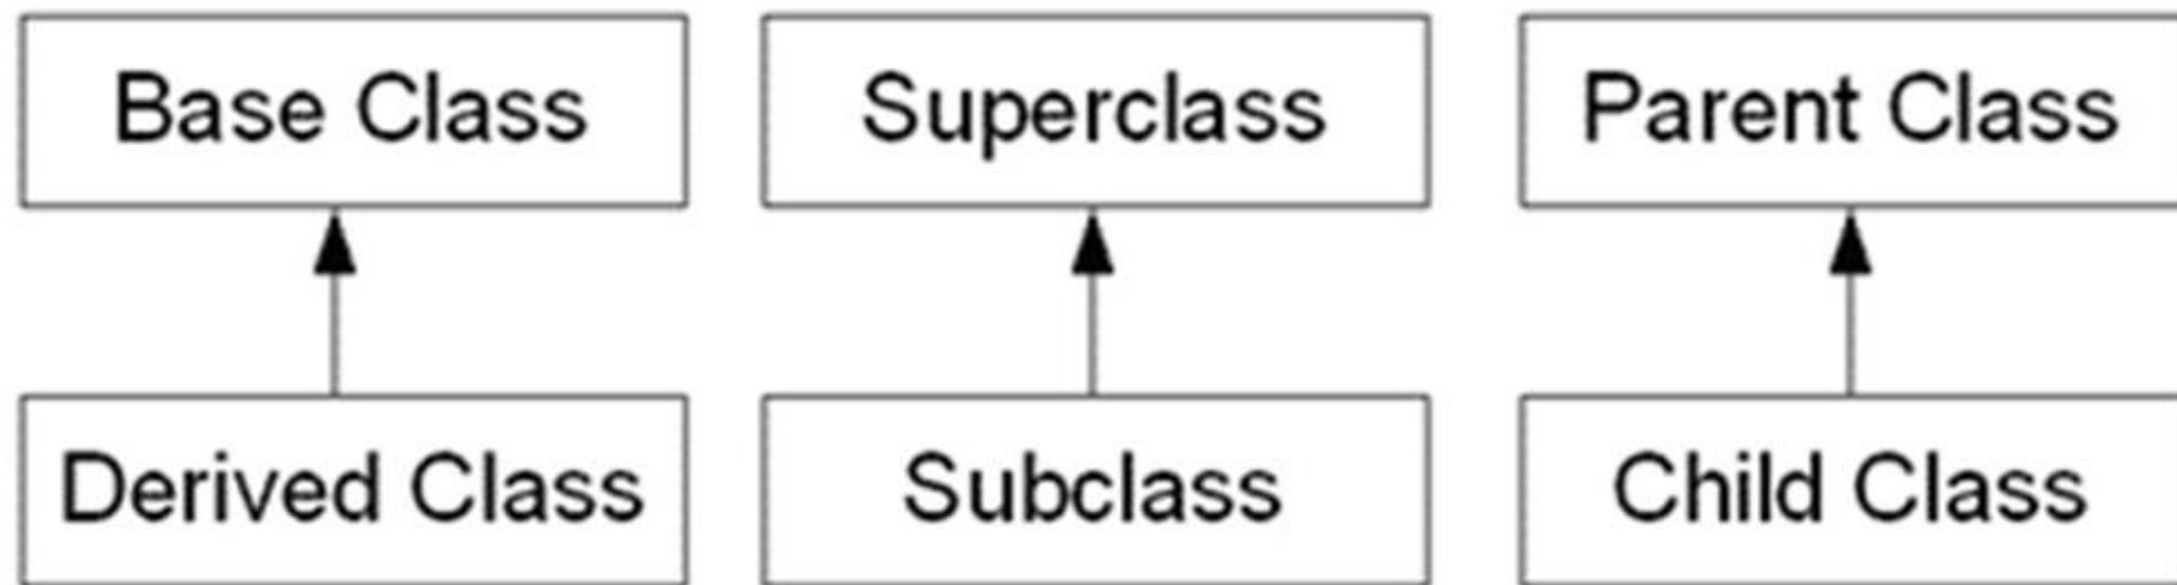 Base Class
Superclass
Parent Class
Derived Class
Subclass
Child Class